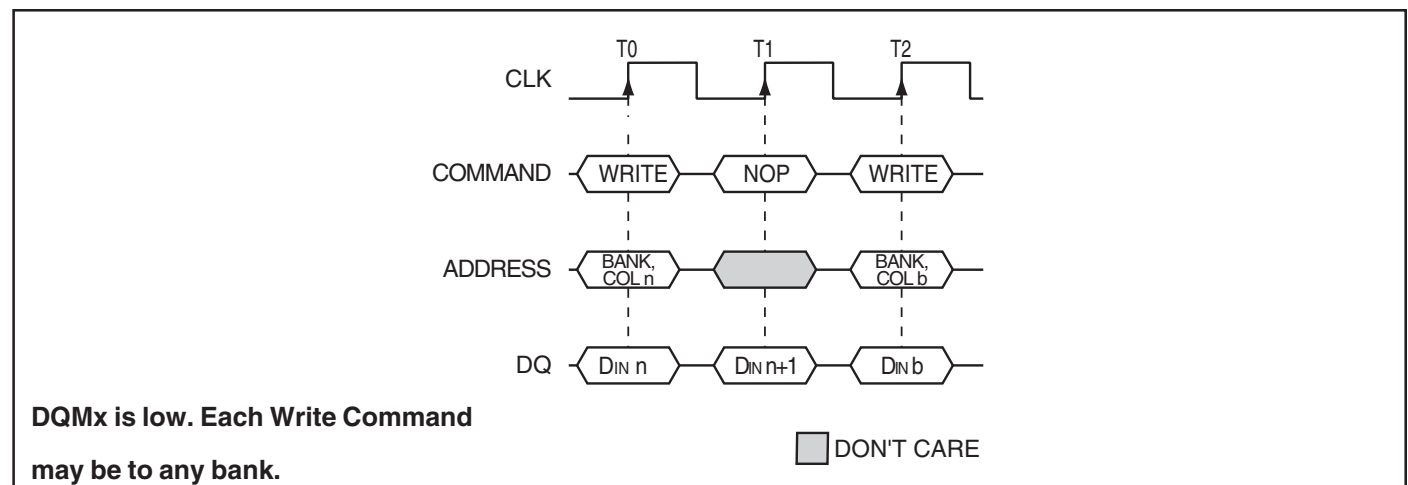 T0 T1 T2
CLK
COMMAND WRITE NOP WRITE
ADDRESS BANK, COL n BANK, COL b
DQ DIN n DIN n+1 DIN b
DQMx is low. Each Write Command
may be to any bank.
DON'T CARE